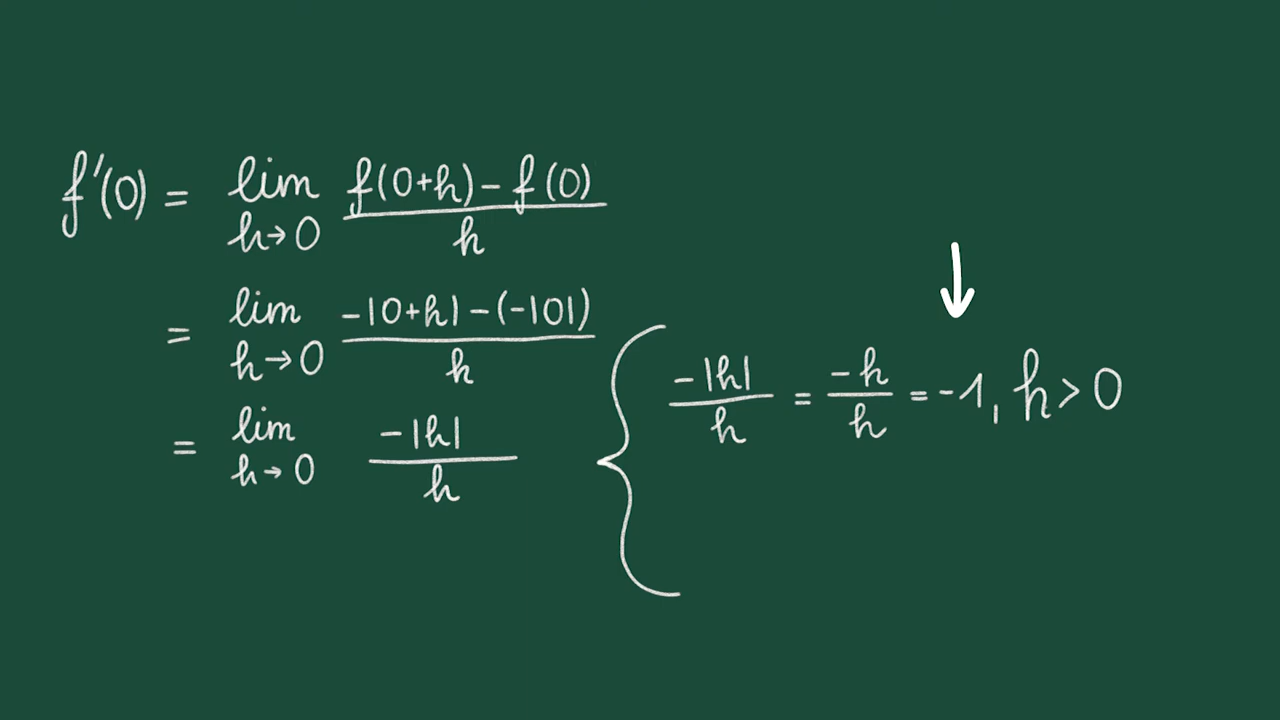 f'(0) = lim h→0 f(0+h) – f(0) / h
= lim h→0 -|0+h| - (-|0|) / h
= lim h→0 -|h| / h
{ -|h| / h = -h / h = -1, h > 0